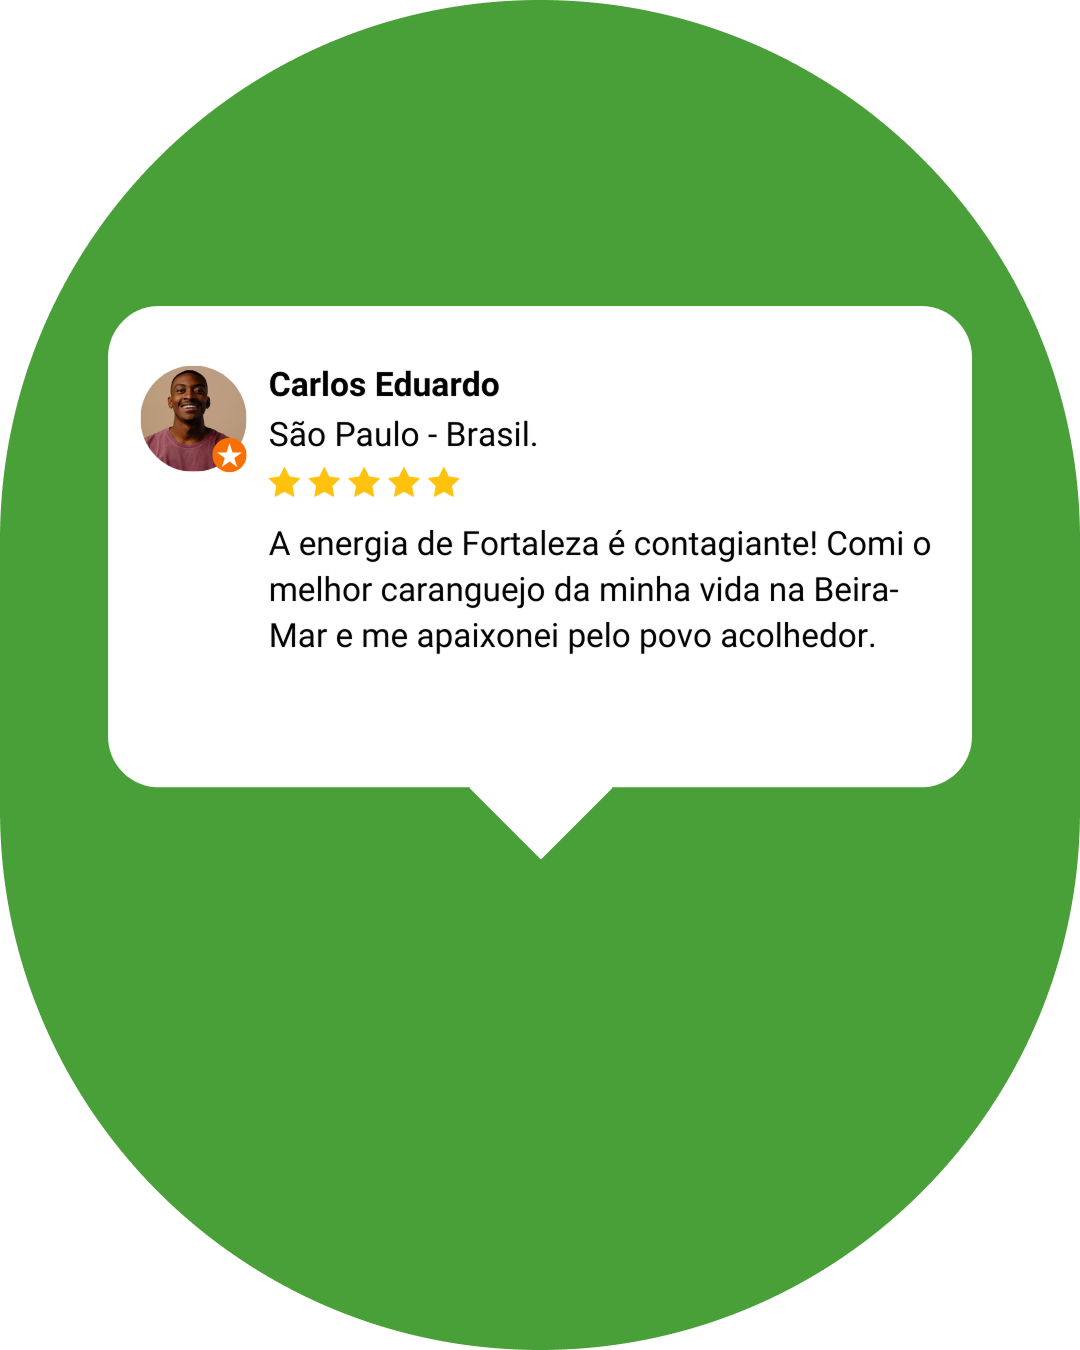 Carlos Eduardo
São Paulo - Brasil.
A energia de Fortaleza é contagiante! Comi o
melhor caranguejo da minha vida na Beira-
Mar e me apaixonei pelo povo acolhedor.